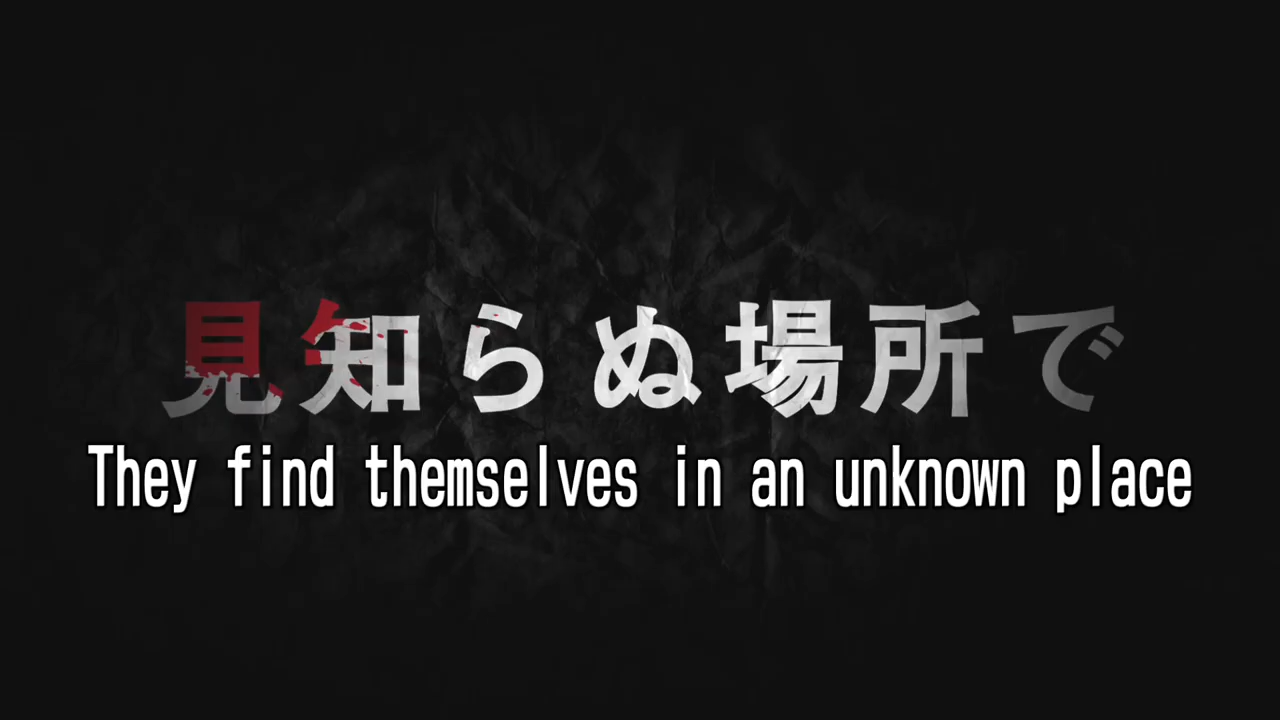 見知らぬ場所で
They find themselves in an unknown place